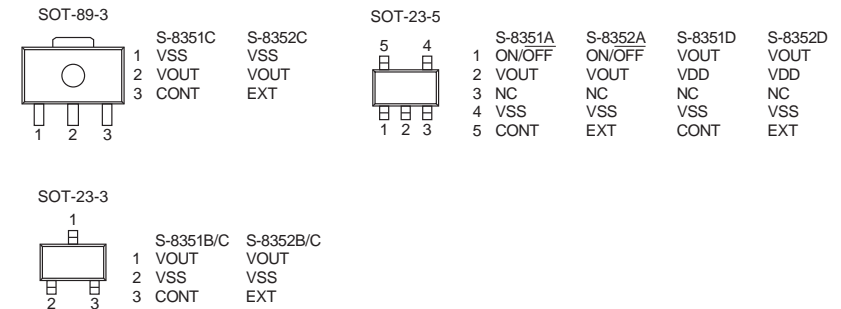 SOT-89-3
S-8351C S-8352C
1 VSS VSS
2 VOUT VOUT
3 CONT EXT
1 2 3
SOT-23-5
5 4
1 2 3
S-8351A S-8352A S-8351D S-8352D
1 ON/OFF ON/OFF VOUT VOUT
2 VOUT VOUT VDD VDD
3 NC NC NC NC
4 VSS VSS VSS VSS
5 CONT EXT CONT EXT
SOT-23-3
1
2 3
S-8351B/C S-8352B/C
1 VOUT VOUT
2 VSS VSS
3 CONT EXT